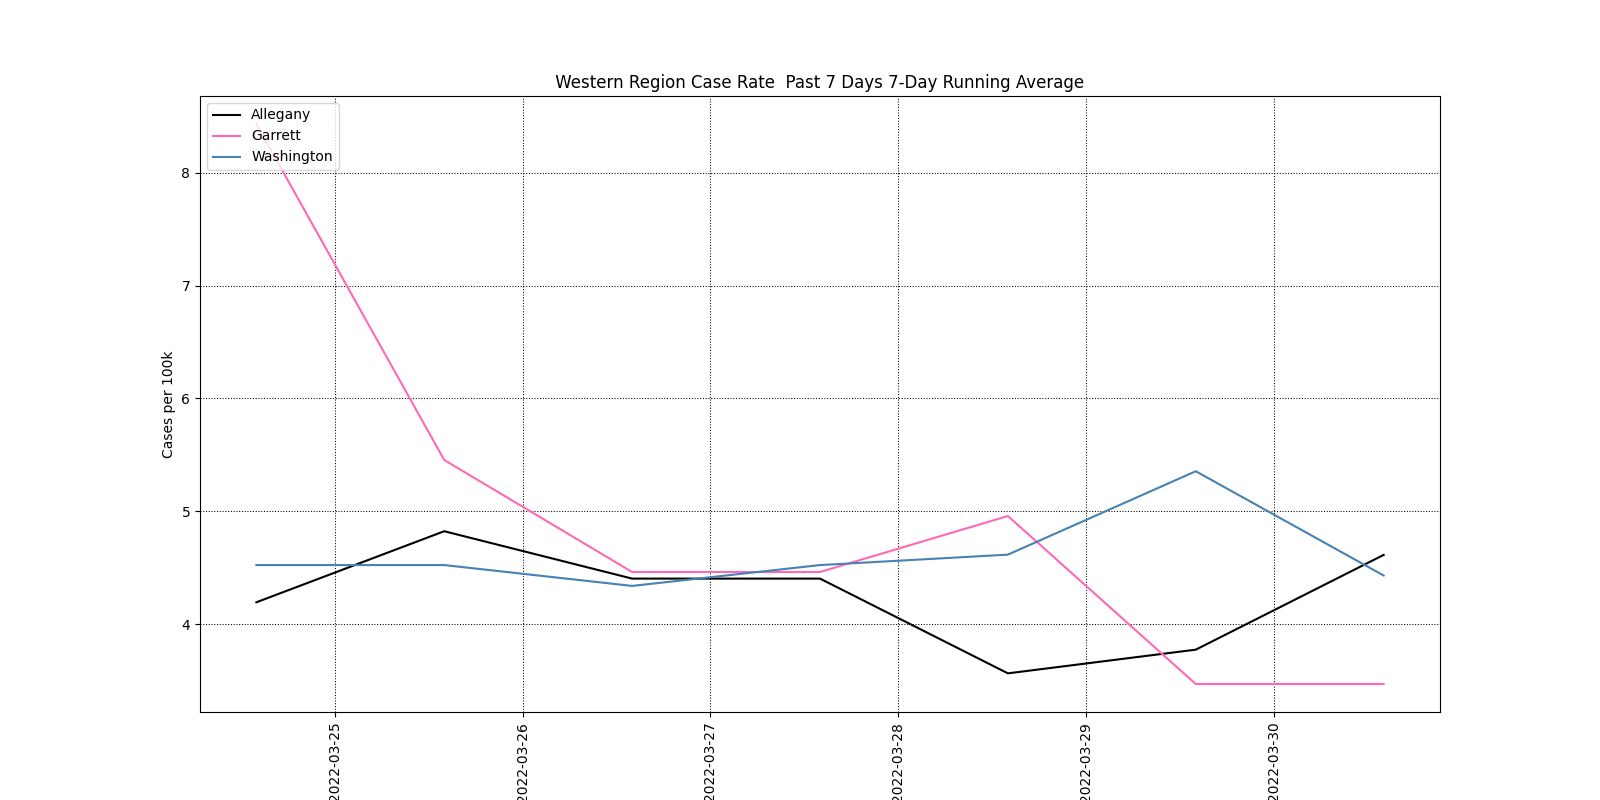 Western Region Case Rate  Past 7 Days 7-Day Running Average
Allegany
Garrett
Washington
8
7
6
5
4
Cases per 100k
2022-03-25
2022-03-26
2022-03-27
2022-03-28
2022-03-29
2022-03-30